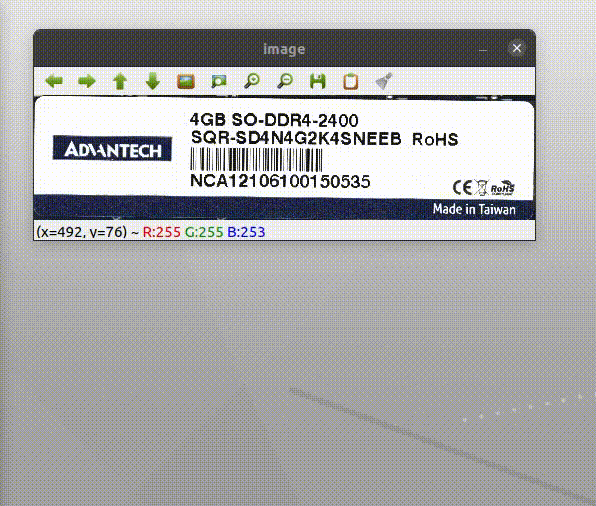 image
ADVANTECH
4GB SO-DDR4-2400
SQR-SD4N4G2K4SNEEB RoHS
NCA12106100150535
CE RoHS
Made in Taiwan
(x=492, y=76) ~ R:255 G:255 B:253